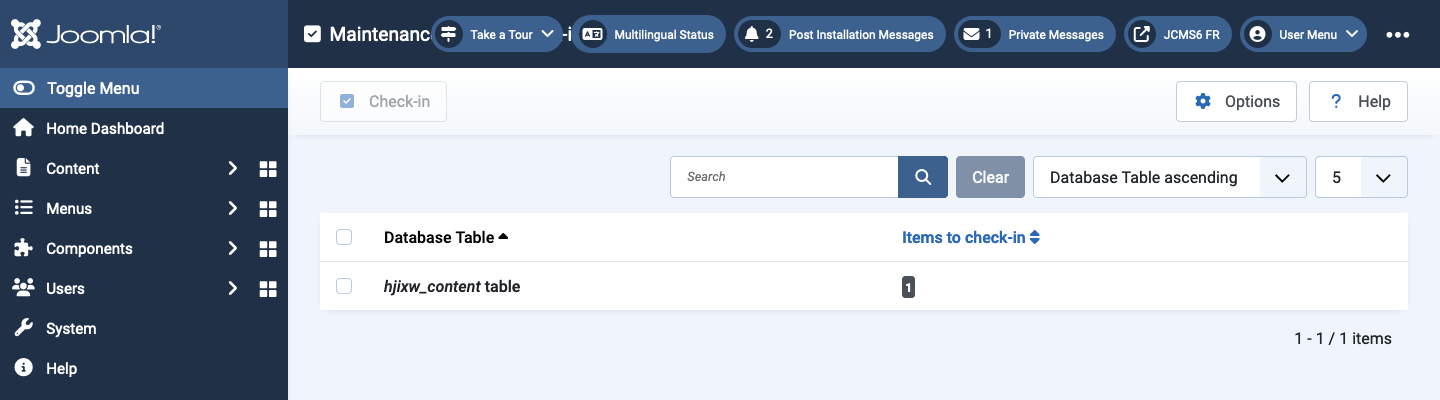 Joomla!®
Maintenanc -i
Take a Tour
Multilingual Status
2 Post Installation Messages
1 Private Messages
JCMS6 FR
User Menu
Toggle Menu
Home Dashboard
Content
Menus
Components
Users
System
Help
Check-in
Options
? Help
Search
Clear
Database Table ascending
5
Database Table
Items to check-in
hjixw_content table
1
1 - 1 / 1 items